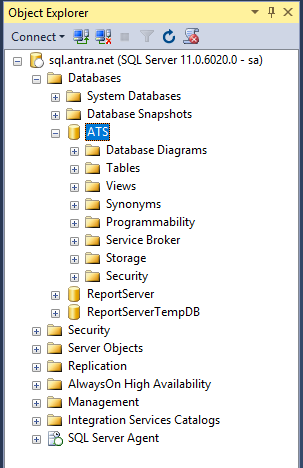 Object Explorer
Connect
sql.antra.net (SQL Server 11.0.6020.0 - sa)
Databases
System Databases
Database Snapshots
ATS
Database Diagrams
Tables
Views
Synonyms
Programmability
Service Broker
Storage
Security
ReportServer
ReportServerTempDB
Security
Server Objects
Replication
AlwaysOn High Availability
Management
Integration Services Catalogs
SQL Server Agent